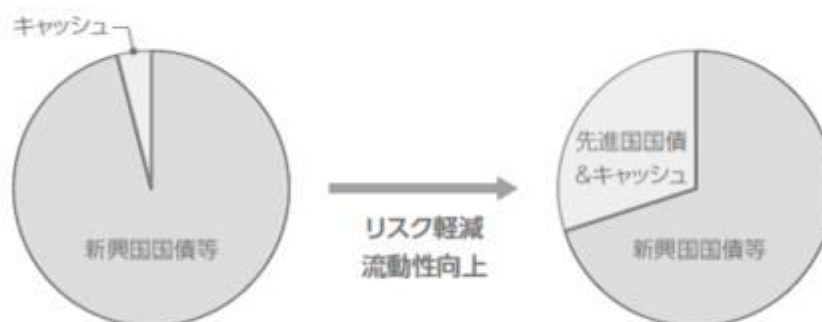 キャッシュ
新興国国債等
リスク軽減
流動性向上
先進国国債
&キャッシュ
新興国国債等